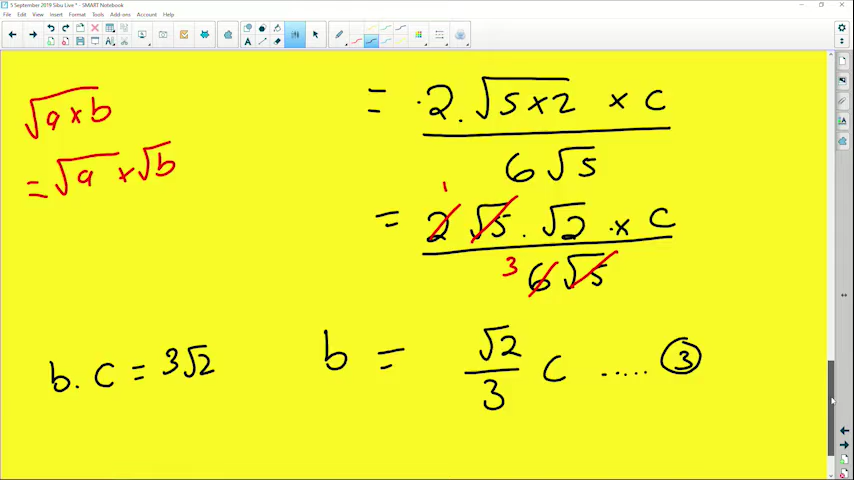 5 September 2019 Sibu Live * - SMART Notebook
File Edit View Insert Format Tools Add-ons Account Help
√(a×b)
= √a × √b
= ·2.√(5×2) × c
6√5
1
= 2√5.√2 ·× c
3 6√5
b. c = 3√2
b = √2/3 c ..... ③